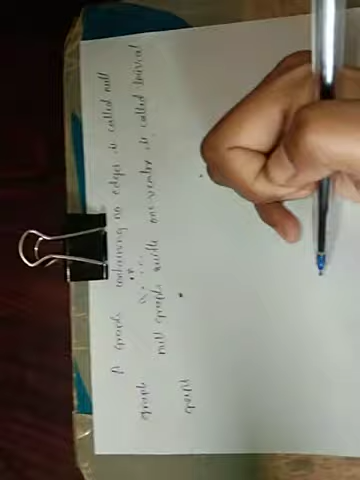 A graph containing no edges is called null
graph
null graph with one vertex is called trivial
graph